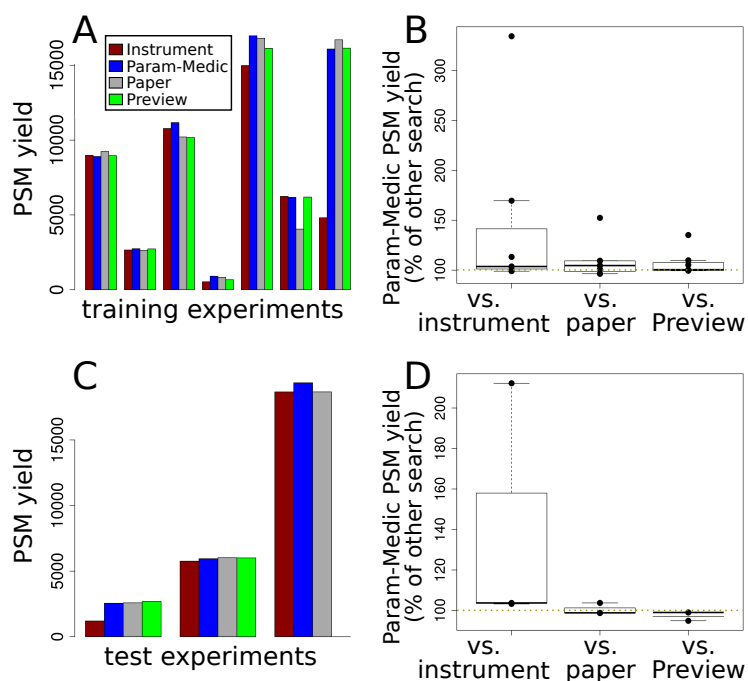 A
Instrument
Param-Medic
Paper
Preview
PSM yield
0
5000
10000
15000
training experiments
B
Param-Medic PSM yield
(% of other search)
100
150
200
250
300
vs.
instrument
vs.
paper
vs.
Preview
C
PSM yield
0
5000
10000
15000
test experiments
D
Param-Medic PSM yield
(% of other search)
100
120
140
160
180
200
vs.
instrument
vs.
paper
vs.
Preview